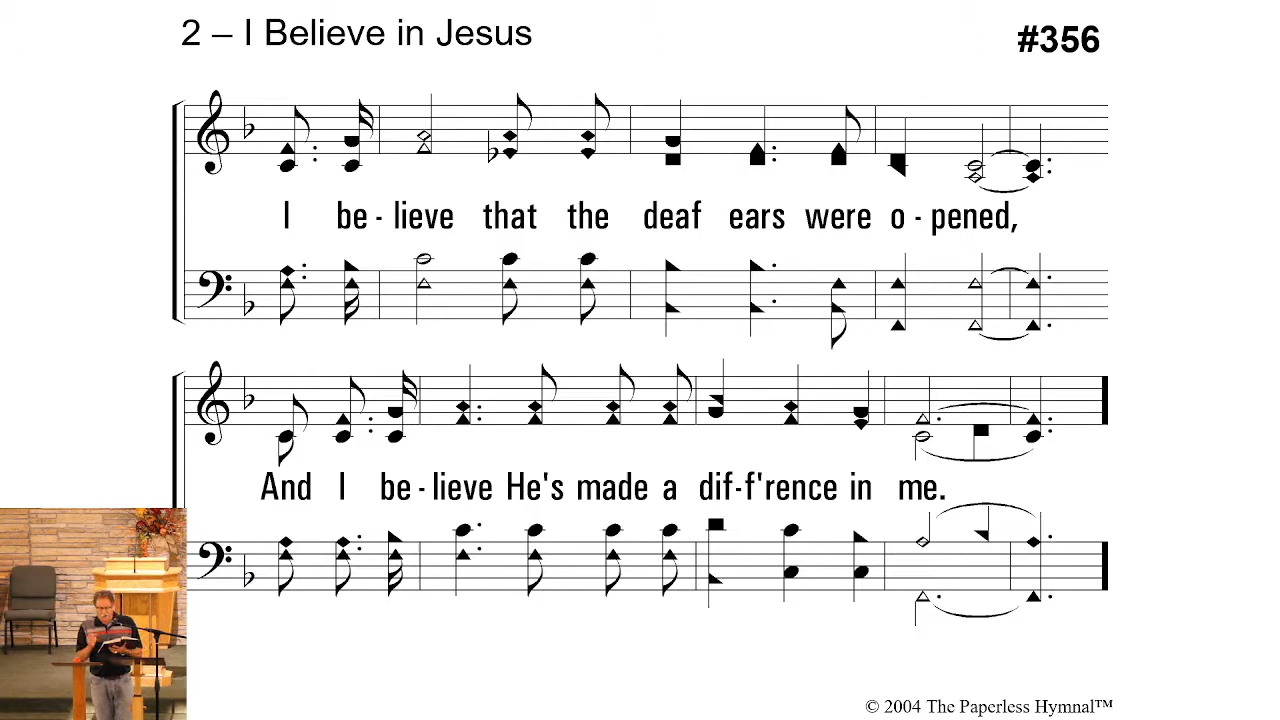 2 – I Believe in Jesus
#356
I be - lieve that the deaf ears were o - pened,
And I be - lieve He's made a dif-f'rence in me.
© 2004 The Paperless Hymnal™